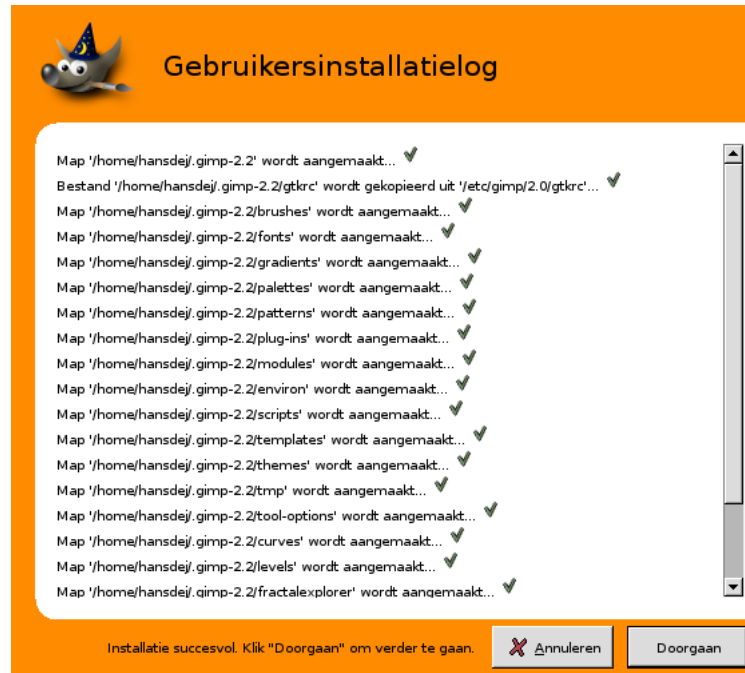 Gebruikersinstallatielog
Map '/home/hansdej/.gimp-2.2' wordt aangemaakt...
Bestand '/home/hansdej/.gimp-2.2/gtkrc' wordt gekopieerd uit '/etc/gimp/2.0/gtkrc'...
Map '/home/hansdej/.gimp-2.2/brushes' wordt aangemaakt...
Map '/home/hansdej/.gimp-2.2/fonts' wordt aangemaakt...
Map '/home/hansdej/.gimp-2.2/gradients' wordt aangemaakt...
Map '/home/hansdej/.gimp-2.2/palettes' wordt aangemaakt...
Map '/home/hansdej/.gimp-2.2/patterns' wordt aangemaakt...
Map '/home/hansdej/.gimp-2.2/plug-ins' wordt aangemaakt...
Map '/home/hansdej/.gimp-2.2/modules' wordt aangemaakt...
Map '/home/hansdej/.gimp-2.2/environ' wordt aangemaakt...
Map '/home/hansdej/.gimp-2.2/scripts' wordt aangemaakt...
Map '/home/hansdej/.gimp-2.2/templates' wordt aangemaakt...
Map '/home/hansdej/.gimp-2.2/themes' wordt aangemaakt...
Map '/home/hansdej/.gimp-2.2/tmp' wordt aangemaakt...
Map '/home/hansdej/.gimp-2.2/tool-options' wordt aangemaakt...
Map '/home/hansdej/.gimp-2.2/curves' wordt aangemaakt...
Map '/home/hansdej/.gimp-2.2/levels' wordt aangemaakt...
Map '/home/hansdej/.gimp-2.2/fractalexplorer' wordt aangemaakt...
Installatie succesvol. Klik "Doorgaan" om verder te gaan. Annuleren Doorgaan